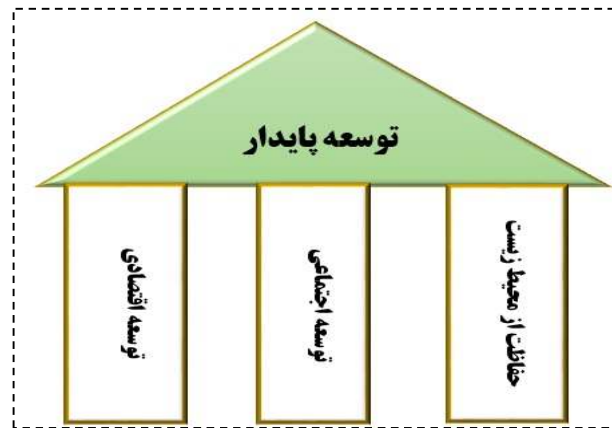 توسعه پایدار
حفاظت از محیط زیست
توسعه اجتماعی
توسعه اقتصادی